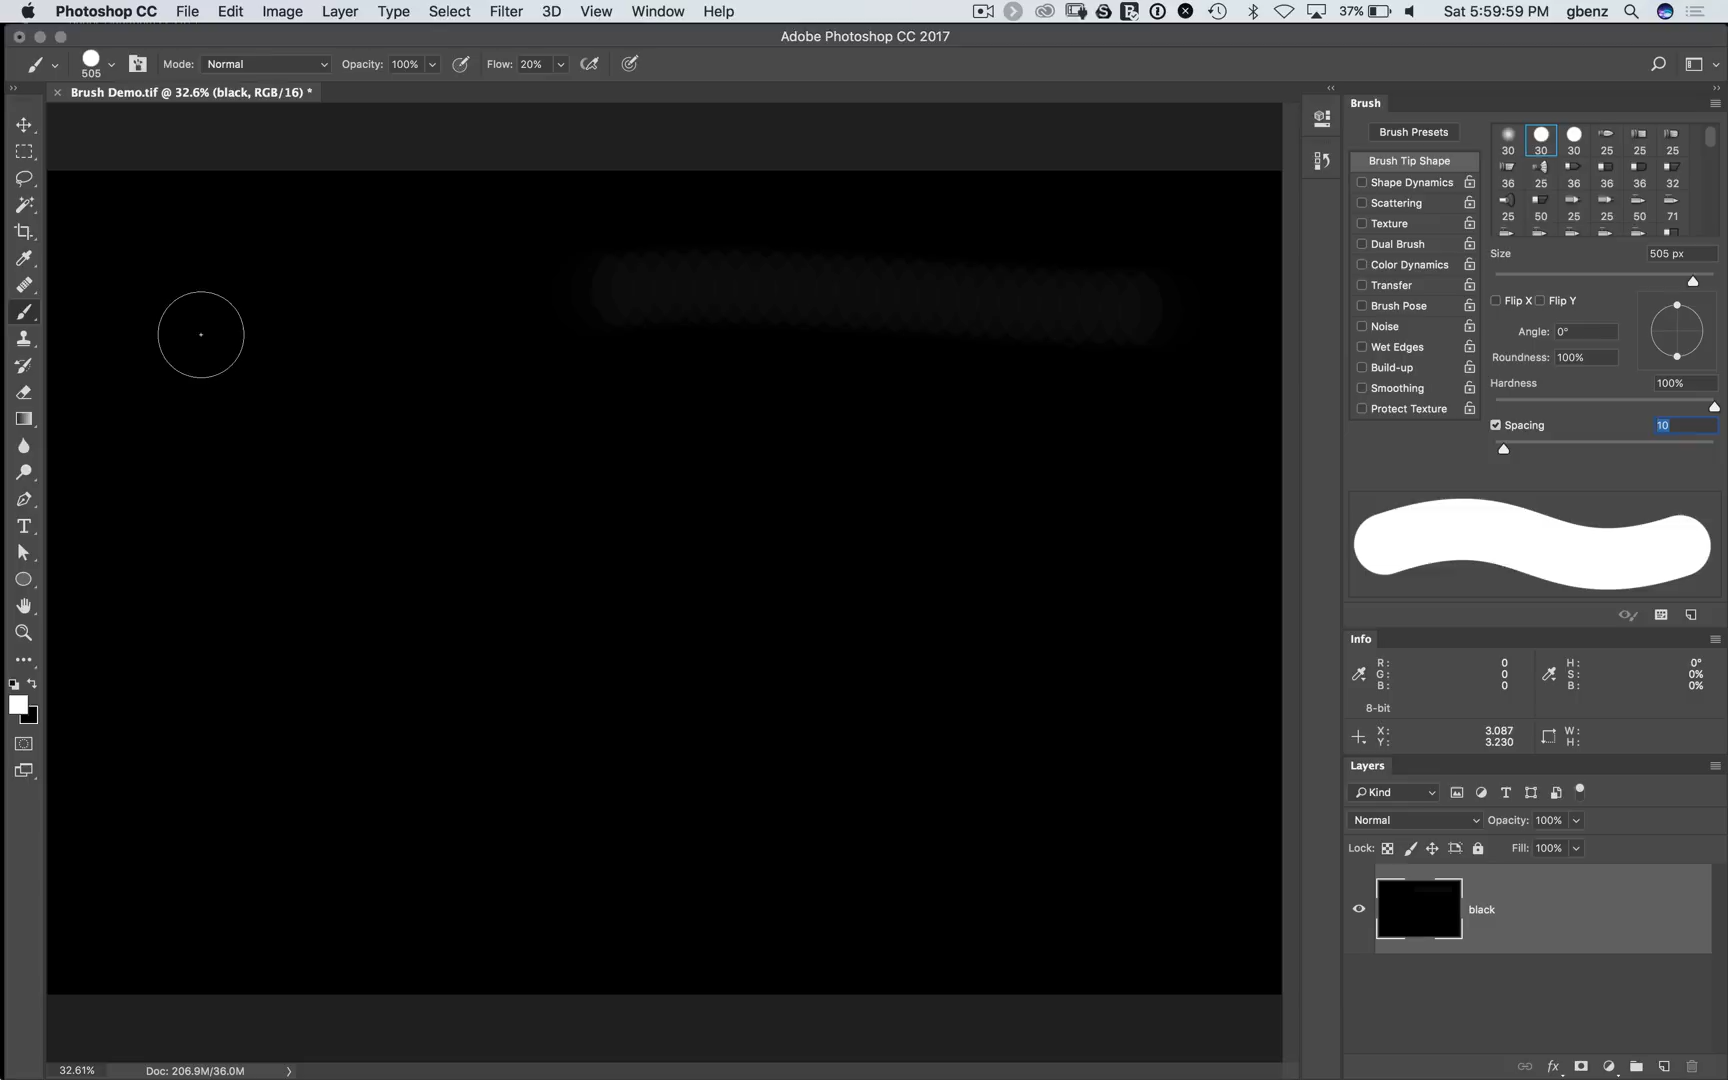 Photoshop CC File Edit Image Layer Type Select Filter 3D View Window Help 37% Sat 5:59:59 PM gbenz
Adobe Photoshop CC 2017
505 Mode: Normal Opacity: 100% Flow: 20%
Brush Demo.tif @ 32.6% (black, RGB/16) *
Brush
Brush Presets
30 30 30 25 25 25
Brush Tip Shape
36 25 36 36 36 32
Shape Dynamics
Scattering
25 50 25 25 50 71
Texture
Dual Brush
Size 505 px
Color Dynamics
Transfer
Flip X Flip Y
Brush Pose
Noise
Angle: 0°
Wet Edges
Roundness: 100%
Build-up
Hardness 100%
Smoothing
Protect Texture
Spacing 10
Info
R: 0 H: 0°
G: 0 S: 0%
B: 0 B: 0%
8-bit
X: 3.087 W:
Y: 3.230 H:
Layers
Kind
Normal Opacity: 100%
Lock: Fill: 100%
black
32.61% Doc: 206.9M/36.0M